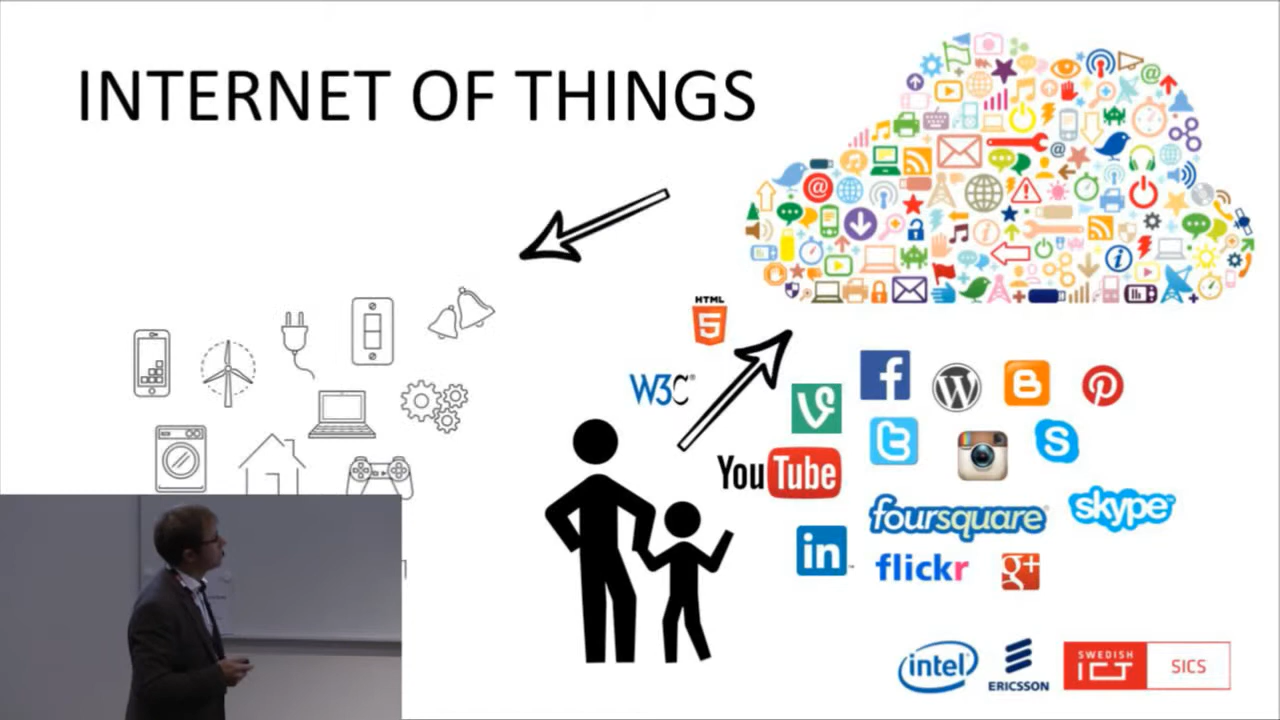 INTERNET OF THINGS
HTML
5
W3C®
YouTube
foursquare
skype
in
flickr
g+
intel
ERICSSON
SWEDISH
ICT
SICS